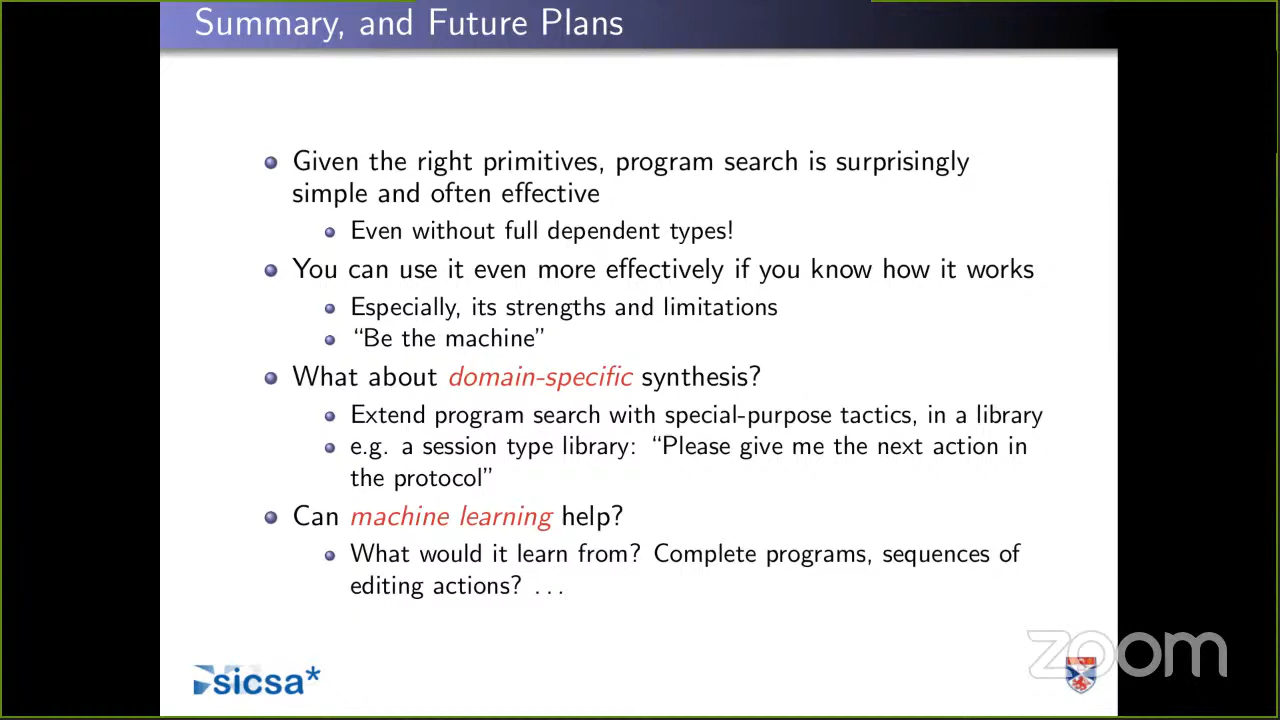 Summary, and Future Plans
Given the right primitives, program search is surprisingly
simple and often effective
Even without full dependent types!
You can use it even more effectively if you know how it works
Especially, its strengths and limitations
“Be the machine”
What about domain-specific synthesis?
Extend program search with special-purpose tactics, in a library
e.g. a session type library: “Please give me the next action in
the protocol”
Can machine learning help?
What would it learn from? Complete programs, sequences of
editing actions? . . .
sicsa*
zoom